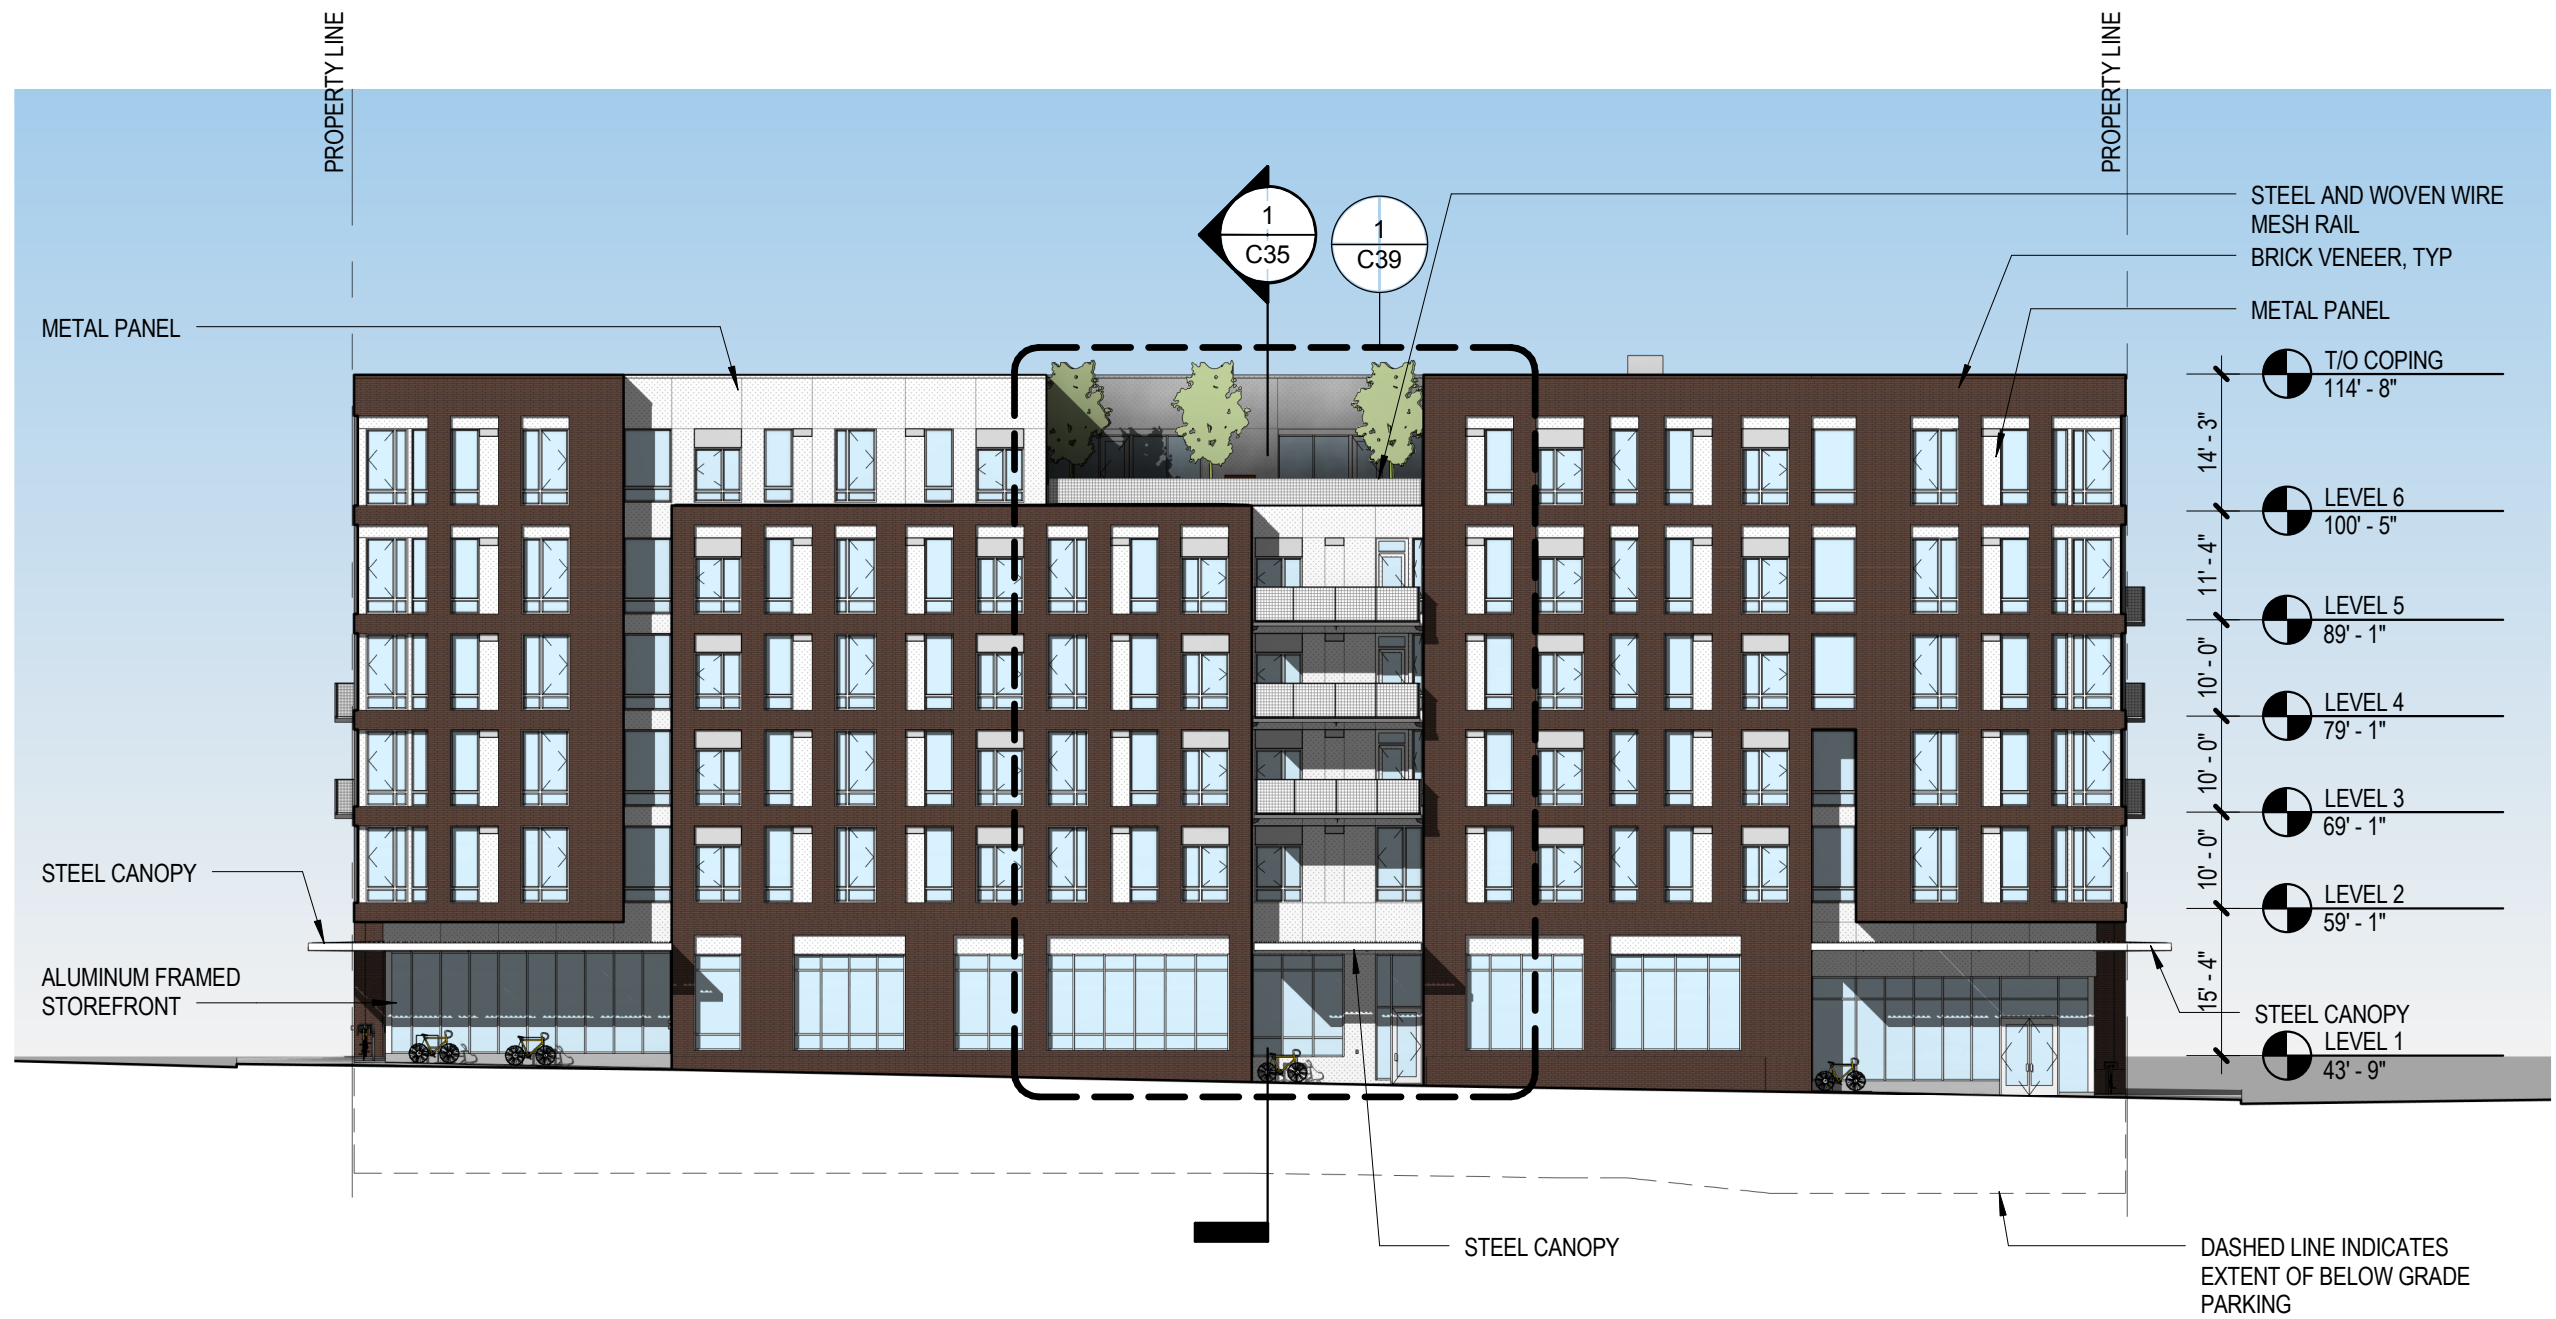 PROPERTY LINE
PROPERTY LINE
1
C35
1
C39
STEEL AND WOVEN WIRE
MESH RAIL
BRICK VENEER, TYP
METAL PANEL
METAL PANEL
T/O COPING
114' - 8"
14' - 3"
LEVEL 6
100' - 5"
11' - 4"
LEVEL 5
89' - 1"
10' - 0"
LEVEL 4
79' - 1"
10' - 0"
LEVEL 3
69' - 1"
10' - 0"
LEVEL 2
59' - 1"
15' - 4"
STEEL CANOPY
LEVEL 1
43' - 9"
STEEL CANOPY
ALUMINUM FRAMED
STOREFRONT
STEEL CANOPY
DASHED LINE INDICATES
EXTENT OF BELOW GRADE
PARKING